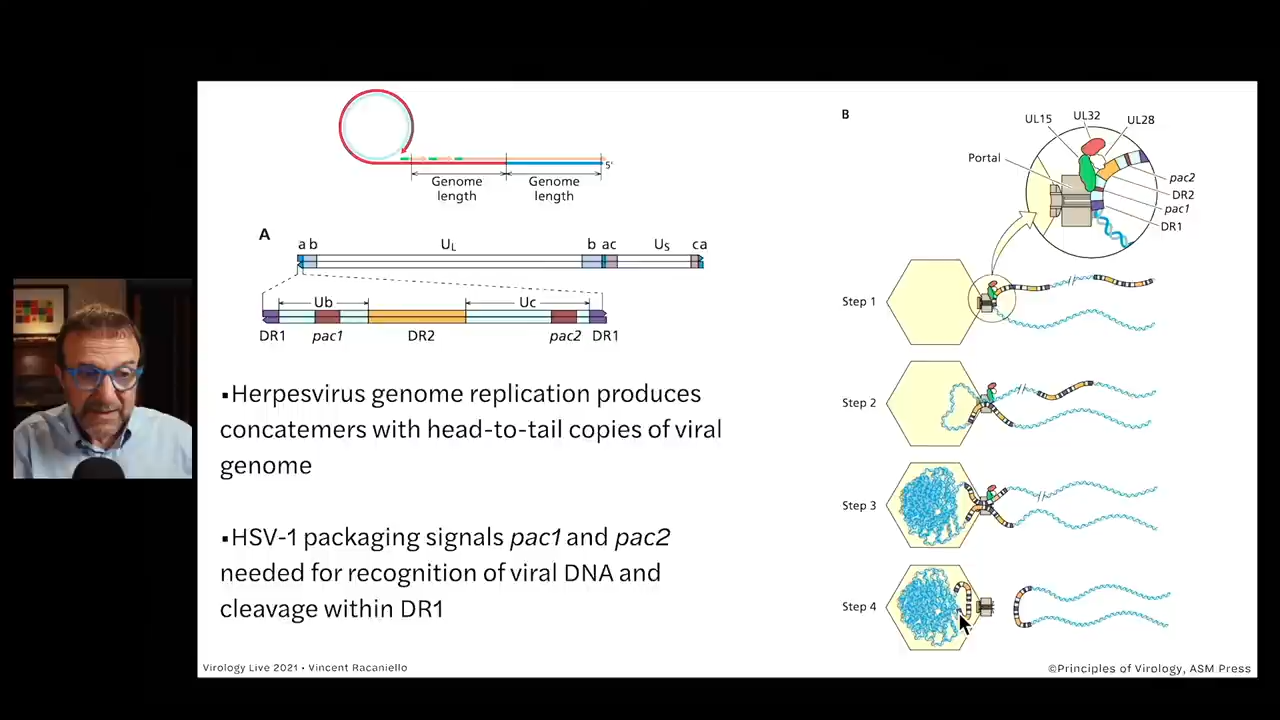 5'
Genome length
Genome length
A
a b UL b ac US ca
Ub Uc
DR1 pac1 DR2 pac2 DR1
▪Herpesvirus genome replication produces
concatemers with head-to-tail copies of viral
genome
▪HSV-1 packaging signals pac1 and pac2
needed for recognition of viral DNA and
cleavage within DR1
B
UL15 UL32 UL28
Portal
pac2
DR2
pac1
DR1
Step 1
Step 2
Step 3
Step 4
Virology Live 2021 • Vincent Racaniello
©Principles of Virology, ASM Press